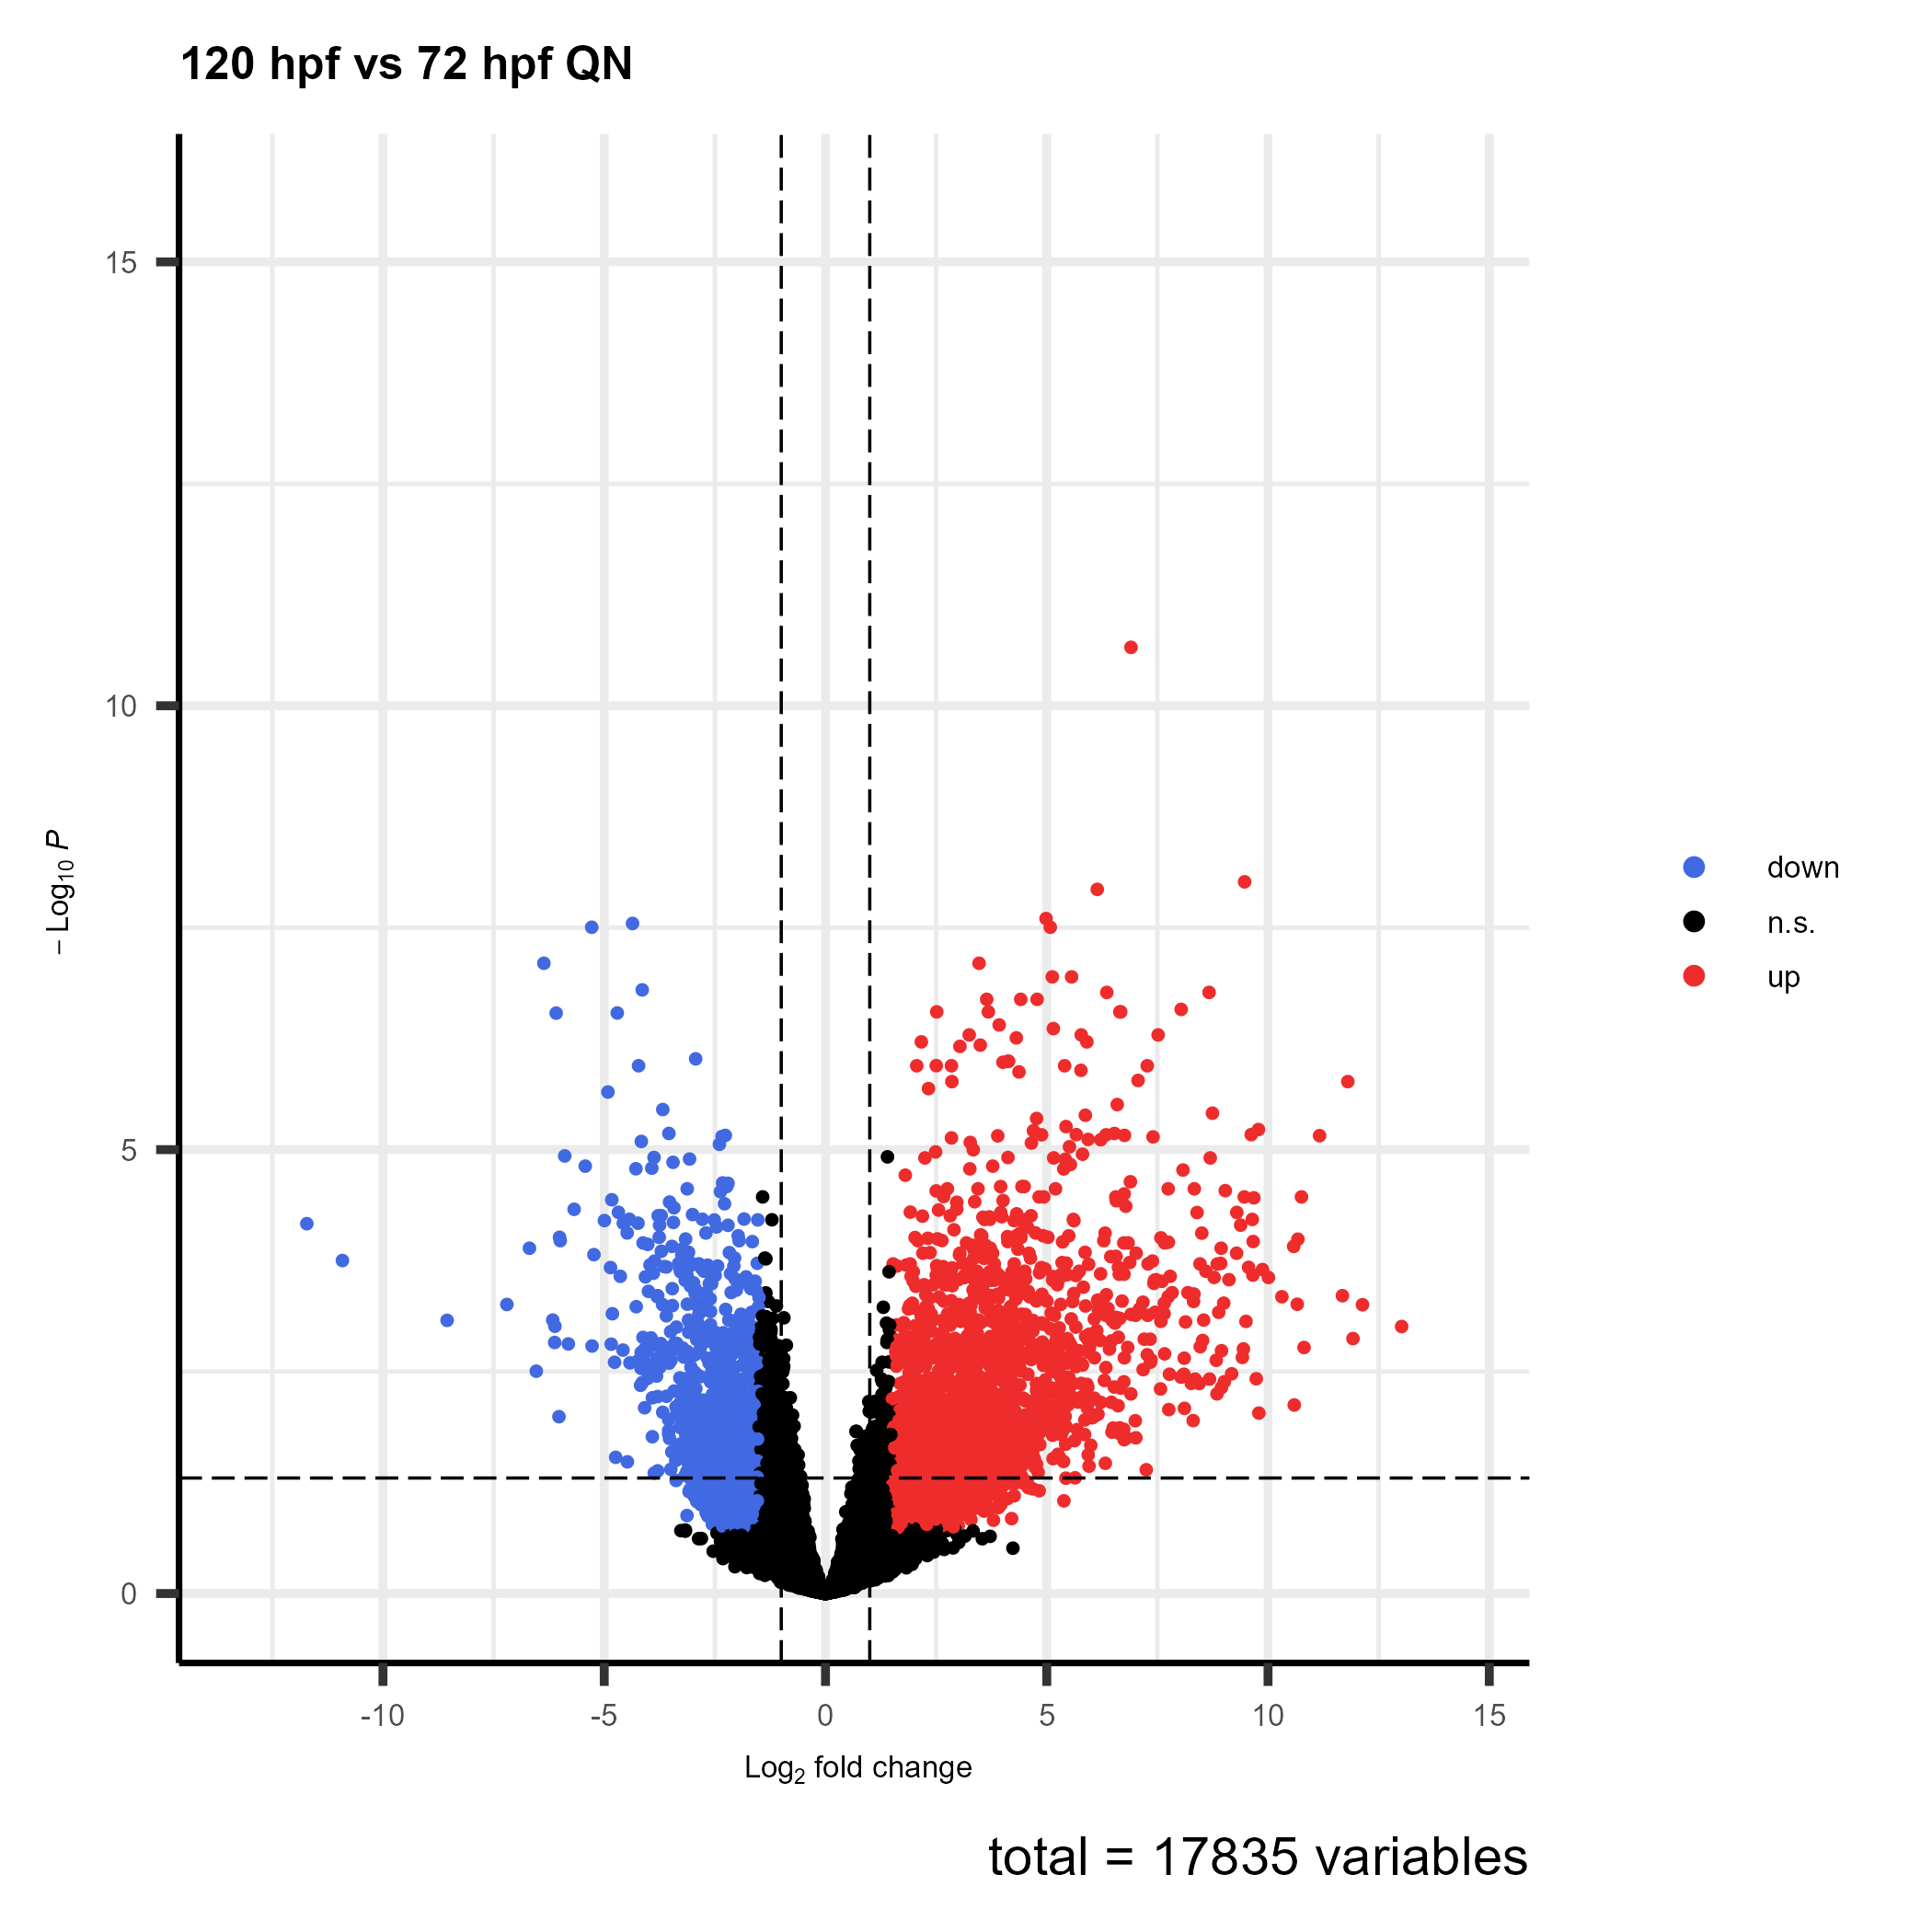 120 hpf vs 72 hpf QN
15
10
5
0
– Log10 P
-10 -5 0 5 10 15
Log2 fold change
down
n.s.
up
total = 17835 variables